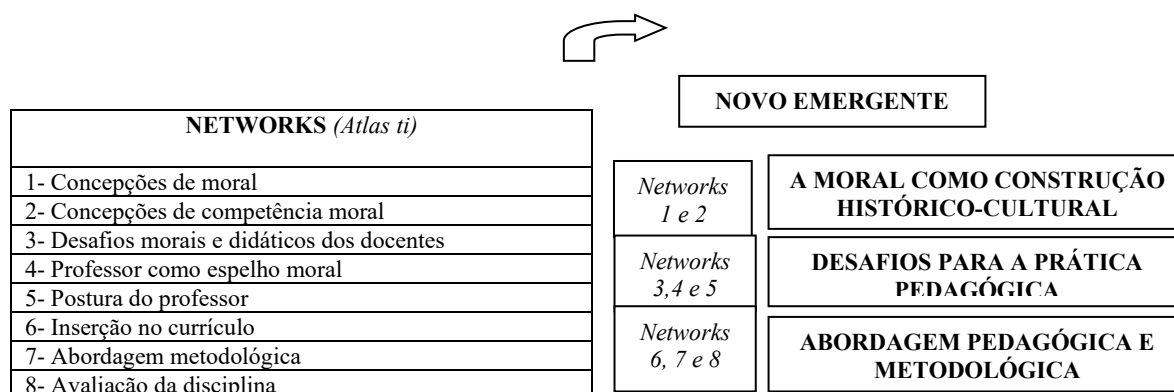 NOVO EMERGENTE
NETWORKS (Atlas ti)
1- Concepções de moral
2- Concepções de competência moral
3- Desafios morais e didáticos dos docentes
4- Professor como espelho moral
5- Postura do professor
6- Inserção no currículo
7- Abordagem metodológica
8- Avaliação da disciplina
Networks
1 e 2
A MORAL COMO CONSTRUÇÃO
HISTÓRICO-CULTURAL
Networks
3,4 e 5
DESAFIOS PARA A PRÁTICA
PEDAGÓGICA
Networks
6, 7 e 8
ABORDAGEM PEDAGÓGICA E
METODOLÓGICA